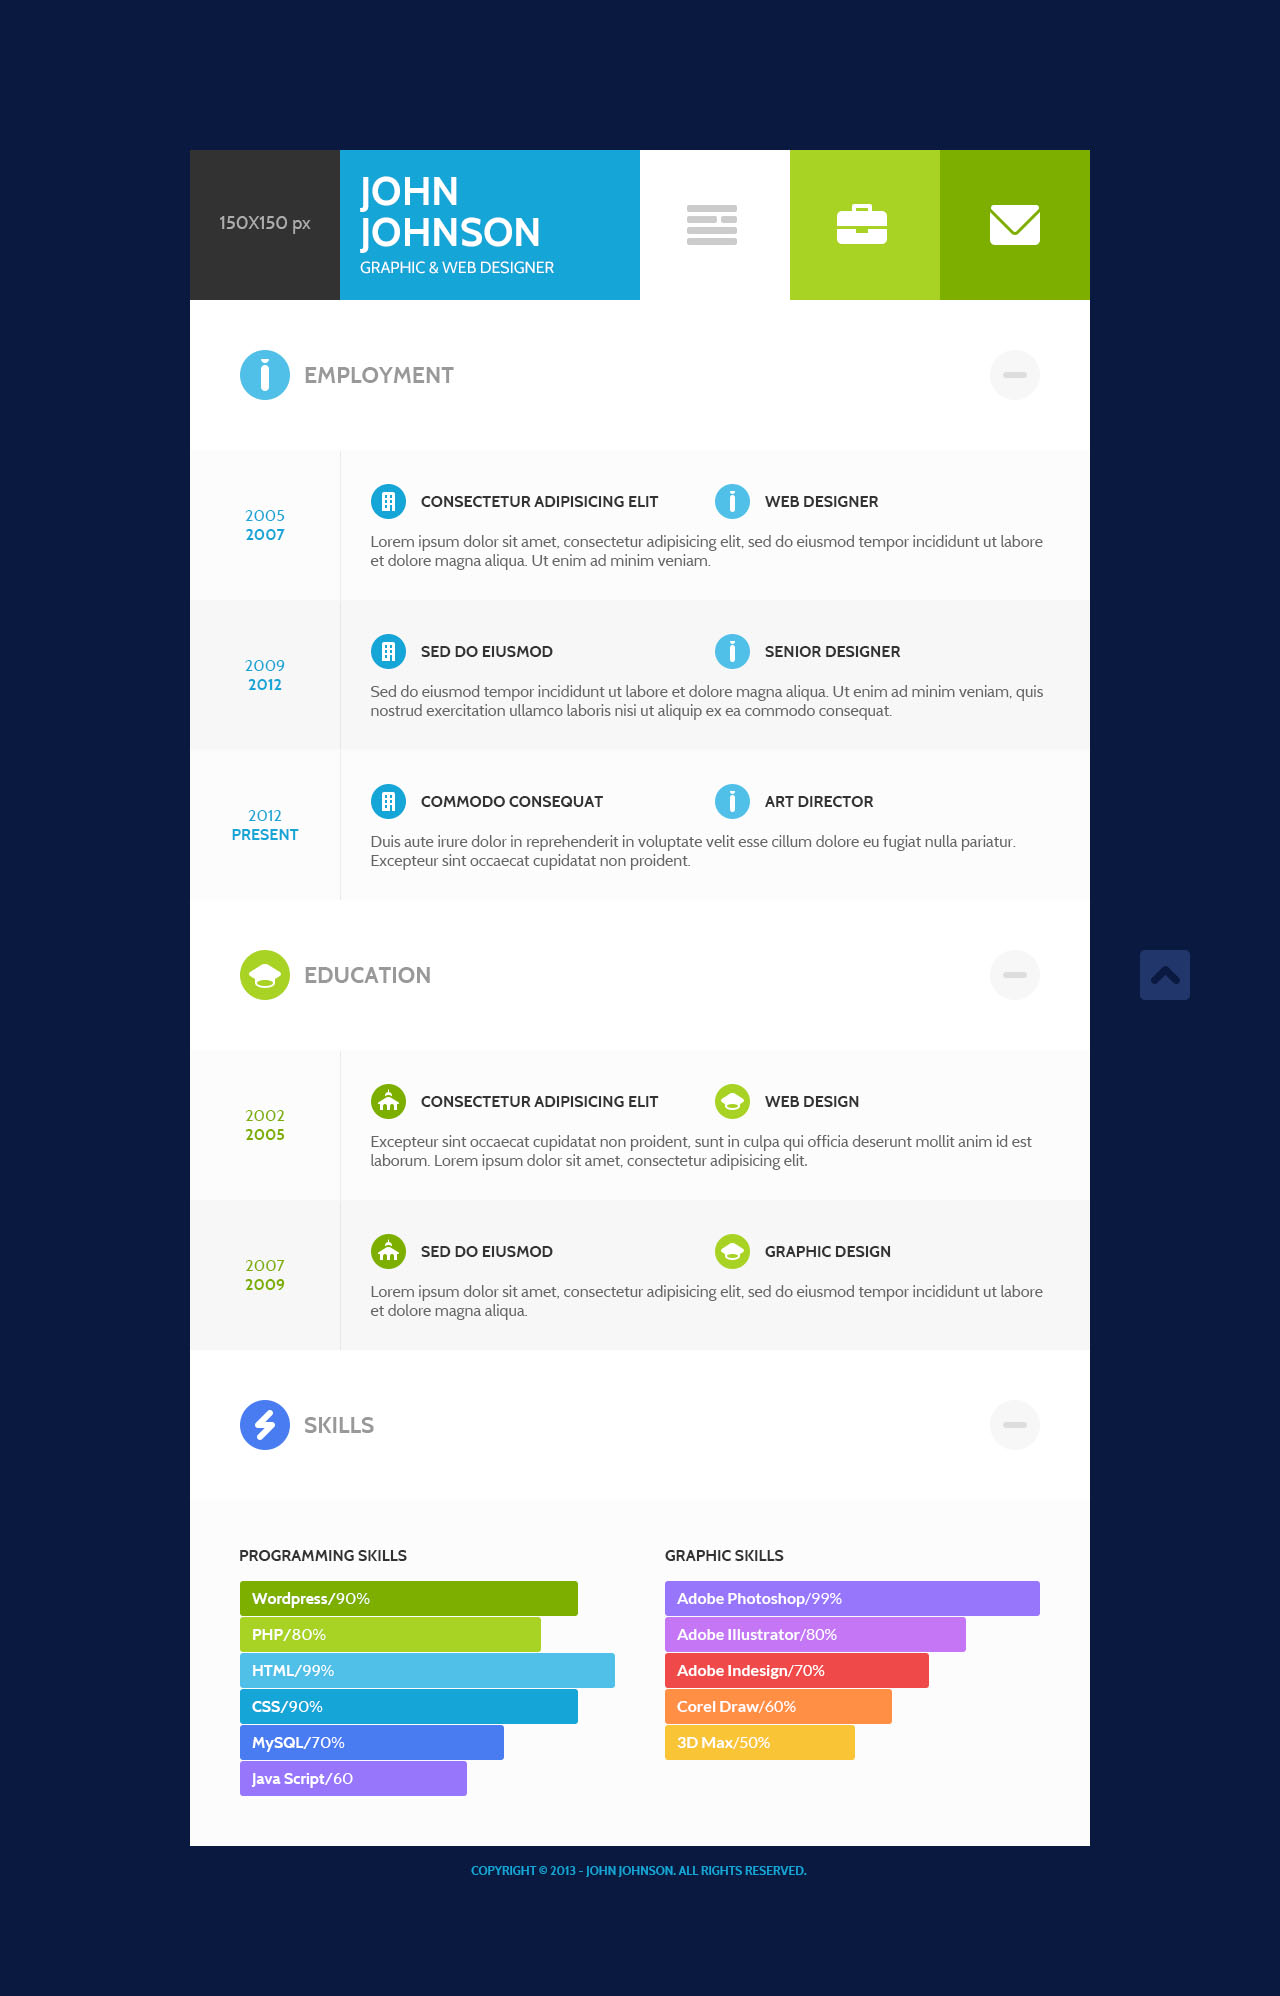 150X150 px
JOHN
JOHNSON
GRAPHIC & WEB DESIGNER
EMPLOYMENT
2005
2007
CONSECTETUR ADIPISICING ELIT
WEB DESIGNER
Lorem ipsum dolor sit amet, consectetur adipisicing elit, sed do eiusmod tempor incididunt ut labore
et dolore magna aliqua. Ut enim ad minim veniam.
2009
2012
SED DO EIUSMOD
SENIOR DESIGNER
Sed do eiusmod tempor incididunt ut labore et dolore magna aliqua. Ut enim ad minim veniam, quis
nostrud exercitation ullamco laboris nisi ut aliquip ex ea commodo consequat.
2012
PRESENT
COMMODO CONSEQUAT
ART DIRECTOR
Duis aute irure dolor in reprehenderit in voluptate velit esse cillum dolore eu fugiat nulla pariatur.
Excepteur sint occaecat cupidatat non proident.
EDUCATION
2002
2005
CONSECTETUR ADIPISICING ELIT
WEB DESIGN
Excepteur sint occaecat cupidatat non proident, sunt in culpa qui officia deserunt mollit anim id est
laborum. Lorem ipsum dolor sit amet, consectetur adipisicing elit.
2007
2009
SED DO EIUSMOD
GRAPHIC DESIGN
Lorem ipsum dolor sit amet, consectetur adipisicing elit, sed do eiusmod tempor incididunt ut labore
et dolore magna aliqua.
SKILLS
PROGRAMMING SKILLS
Wordpress/90%
PHP/80%
HTML/99%
CSS/90%
MySQL/70%
Java Script/60
GRAPHIC SKILLS
Adobe Photoshop/99%
Adobe Illustrator/80%
Adobe Indesign/70%
Corel Draw/60%
3D Max/50%
COPYRIGHT © 2013 - JOHN JOHNSON. ALL RIGHTS RESERVED.